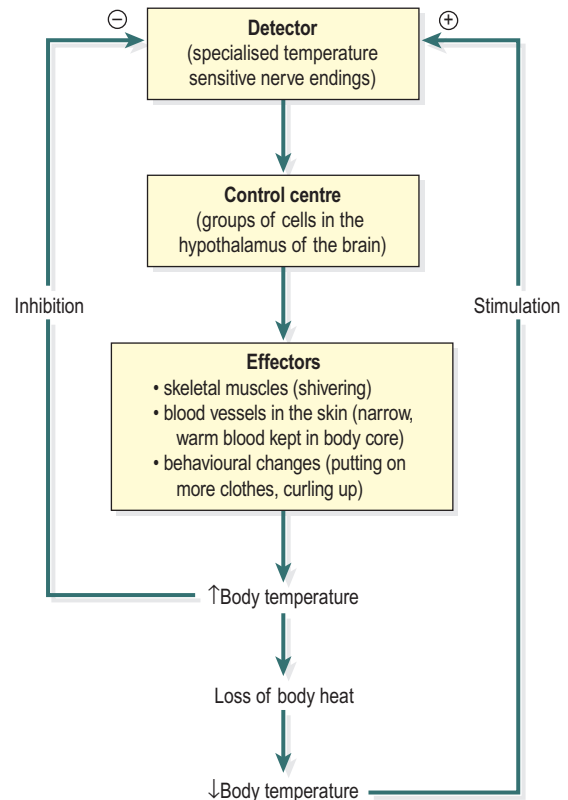 ⊖
⊕
Detector
(specialised temperature
sensitive nerve endings)
Control centre
(groups of cells in the
hypothalamus of the brain)
Inhibition
Stimulation
Effectors
• skeletal muscles (shivering)
• blood vessels in the skin (narrow,
warm blood kept in body core)
• behavioural changes (putting on
more clothes, curling up)
↑Body temperature
Loss of body heat
↓Body temperature